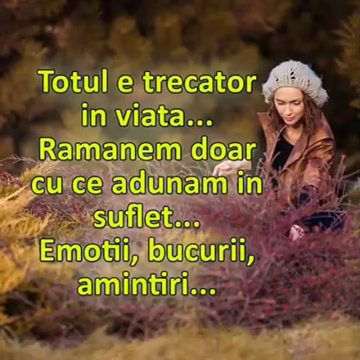 Totul e trecator
in viata...
Ramanem doar
cu ce adunam in
suflet...
Emotii, bucurii,
amintiri...